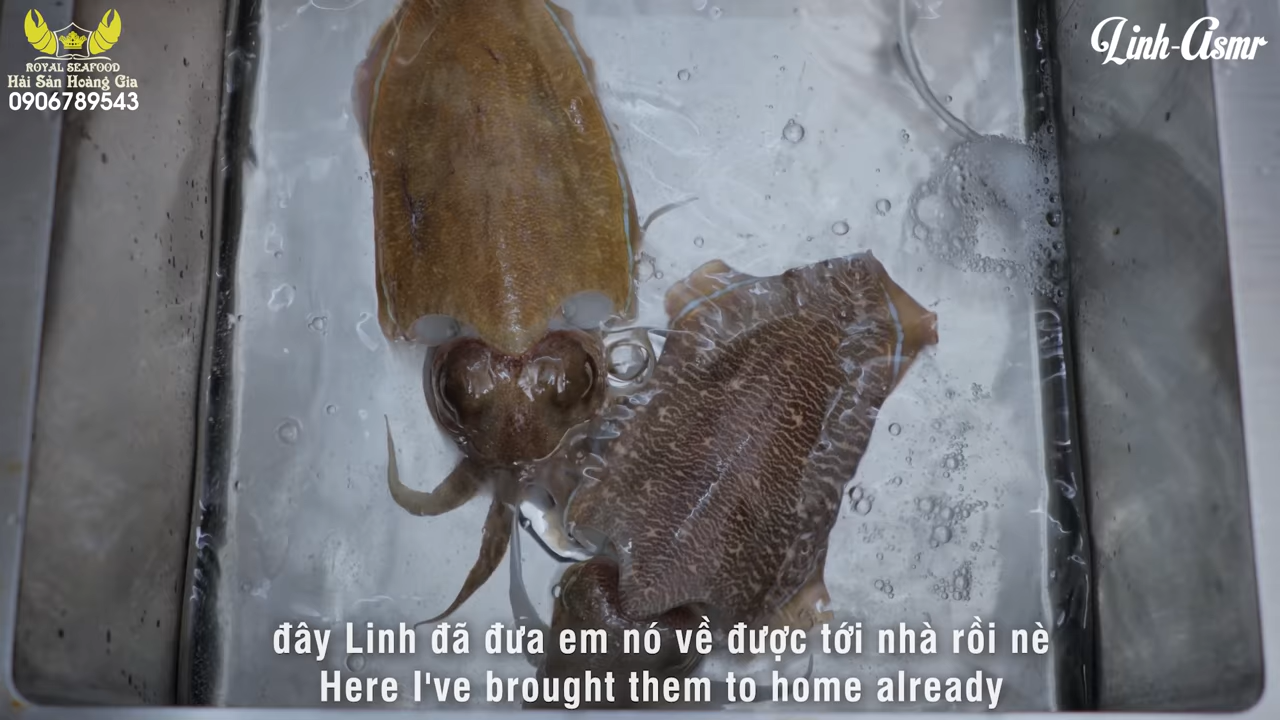 ROYAL SEAFOOD
Hải Sản Hoàng Gia
0906789543
Linh-Asmr
đây Linh đã đưa em nó về được tới nhà rồi nè
Here I've brought them to home already